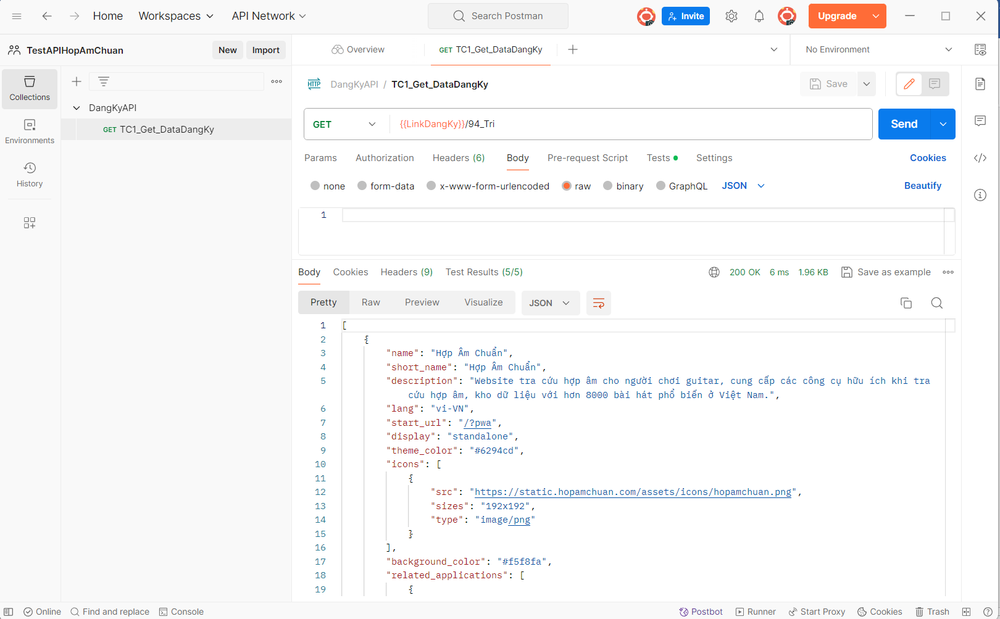 Home Workspaces API Network Search Postman Invite Upgrade
TestAPIHopAmChuan New Import Overview GET TC1_Get_DataDangKy No Environment
Collections
Environments
History
DangKyAPI
GET TC1_Get_DataDangKy
HTTP DangKyAPI / TC1_Get_DataDangKy Save
GET {{LinkDangKy}}/94_Tri Send
Params Authorization Headers (6) Body Pre-request Script Tests Settings Cookies
none form-data x-www-form-urlencoded raw binary GraphQL JSON Beautify
1
Body Cookies Headers (9) Test Results (5/5) 200 OK 6 ms 1.96 KB Save as example
Pretty Raw Preview Visualize JSON
1 [
2 {
3 "name": "Hợp Âm Chuẩn",
4 "short_name": "Hợp Âm Chuẩn",
5 "description": "Website tra cứu hợp âm cho người chơi guitar, cung cấp các công cụ hữu ích khi tra
cứu hợp âm, kho dữ liệu với hơn 8000 bài hát phổ biến ở Việt Nam.",
6 "lang": "vi-VN",
7 "start_url": "/?pwa",
8 "display": "standalone",
9 "theme_color": "#6294cd",
10 "icons": [
11 {
12 "src": "https://static.hopamchuan.com/assets/icons/hopamchuan.png",
13 "sizes": "192x192",
14 "type": "image/png"
15 }
16 ],
17 "background_color": "#f5f8fa",
18 "related_applications": [
19 {
Online Find and replace Console Postbot Runner Start Proxy Cookies Trash